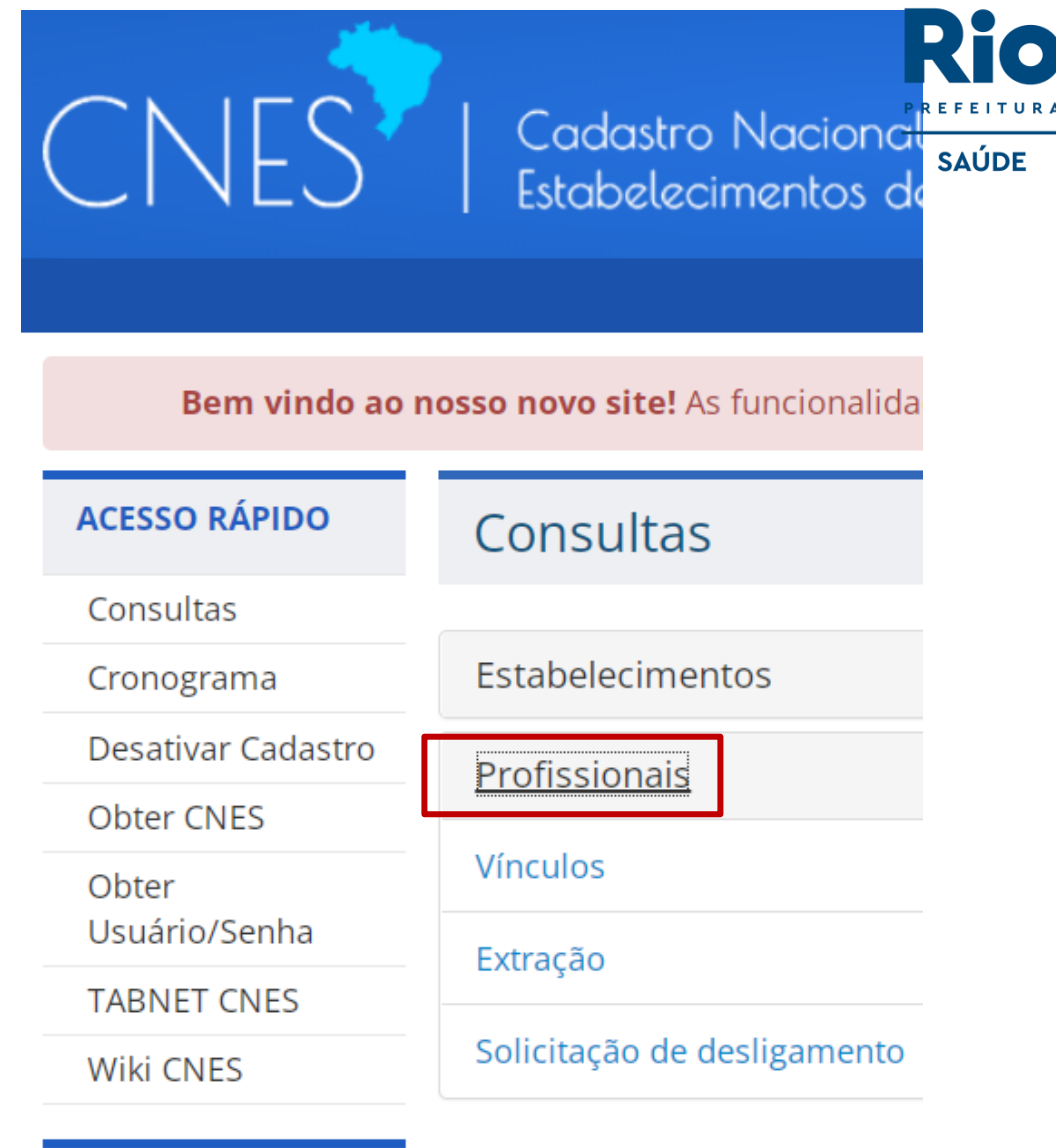 CNES
Cadastro Nacional
Estabelecimentos
Rio
PREFEITURA
SAÚDE
Bem vindo ao nosso novo site! As
ACESSO RÁPIDO
Consultas
Cronograma
Desativar Cadastro
Obter CNES
Obter
Usuário/Senha
TABNET CNES
Wiki CNES
Consultas
Estabelecimentos
Profissionais
Vínculos
Extração
Solicitação de desligamento